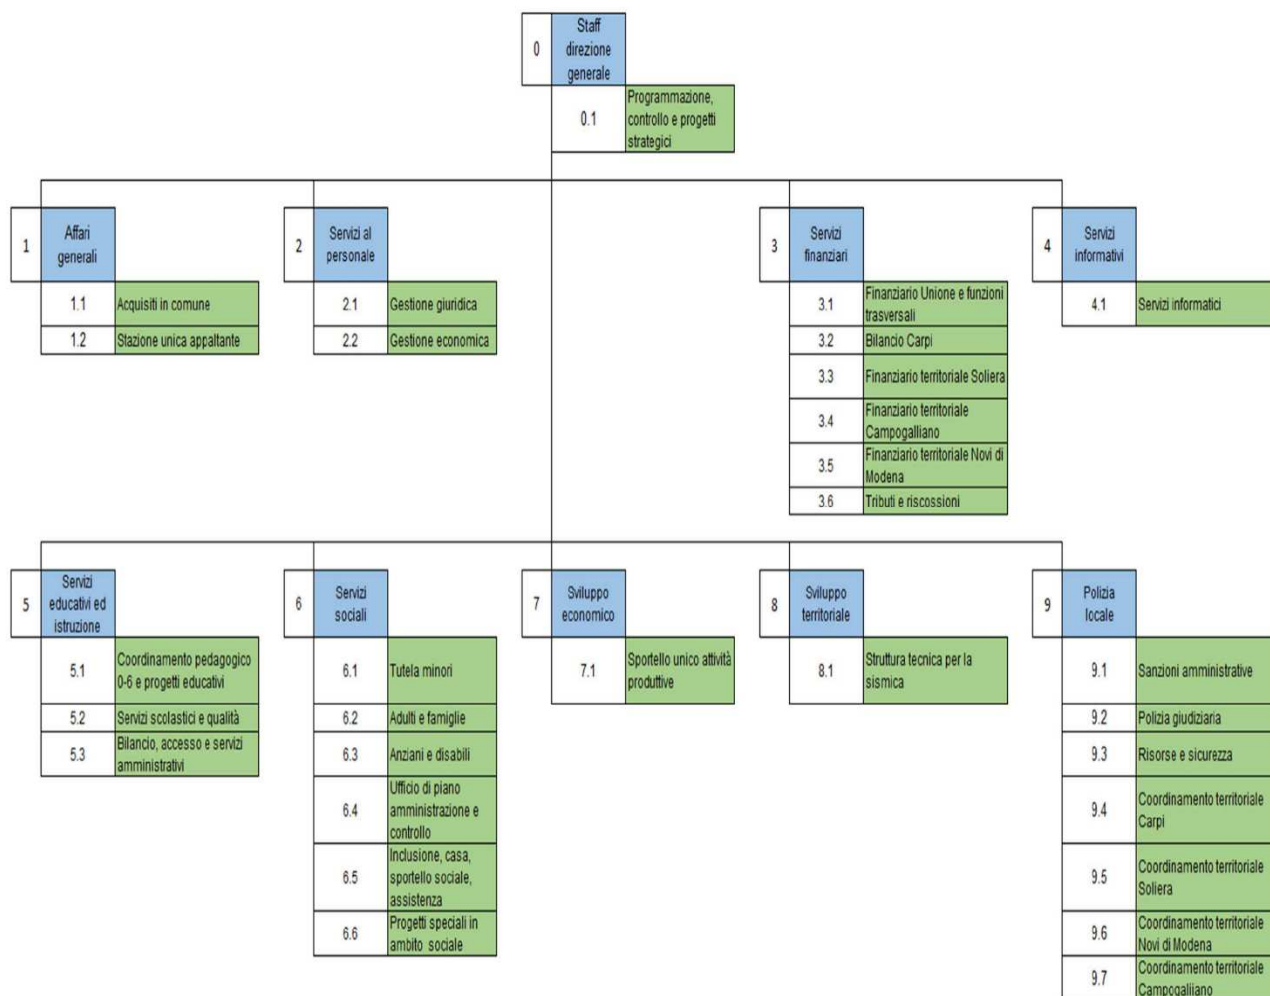 0
Staff
direzione
generale
0.1
Programmazione,
controllo e progetti
strategici
1
Affari
generali
1.1
Acquisiti in comune
1.2
Stazione unica appaltante
2
Servizi al
personale
2.1
Gestione giuridica
2.2
Gestione economica
3
Servizi
finanziari
3.1
Finanziario Unione e funzioni
trasversali
3.2
Bilancio Carpi
3.3
Finanziario territoriale Soliera
3.4
Finanziario territoriale
Campogalliano
3.5
Finanziario territoriale Novi di
Modena
3.6
Tributi e riscossioni
4
Servizi
informativi
4.1
Servizi informatici
5
Servizi
educativi ed
istruzione
5.1
Coordinamento pedagogico
0-6 e progetti educativi
5.2
Servizi scolastici e qualità
5.3
Bilancio, accesso e servizi
amministrativi
6
Servizi
sociali
6.1
Tutela minori
6.2
Adulti e famiglie
6.3
Anziani e disabili
6.4
Ufficio di piano
amministrazione e
controllo
6.5
Inclusione, casa,
sportello sociale,
assistenza
6.6
Progetti speciali in
ambito sociale
7
Sviluppo
economico
7.1
Sportello unico attività
produttive
8
Sviluppo
territoriale
8.1
Struttura tecnica per la
sismica
9
Polizia
locale
9.1
Sanzioni amministrative
9.2
Polizia giudiziaria
9.3
Risorse e sicurezza
9.4
Coordinamento territoriale
Carpi
9.5
Coordinamento territoriale
Soliera
9.6
Coordinamento territoriale
Novi di Modena
9.7
Coordinamento territoriale
Campogalliano